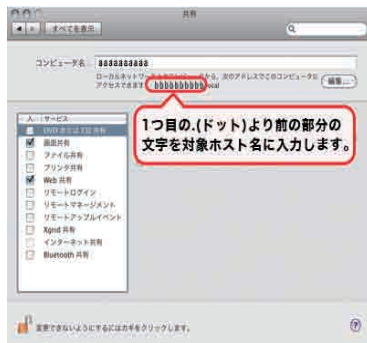 共有
すべてを表示
コンピュータ名: aaaaaaaaaa
ローカルネットワーク上のコンピュータから、次のアドレスでこのコンピュータに
アクセスできます: bbbbbbbbbb.local
編集...
入 サービス
DVD または CD 共有
画面共有
ファイル共有
プリンタ共有
Web 共有
リモートログイン
リモートマネージメント
リモートアップルイベント
Xgrid 共有
インターネット共有
Bluetooth 共有
1つ目の.(ドット)より前の部分の
文字を対象ホスト名に入力します。
変更できないようにするにはカギをクリックします。
?